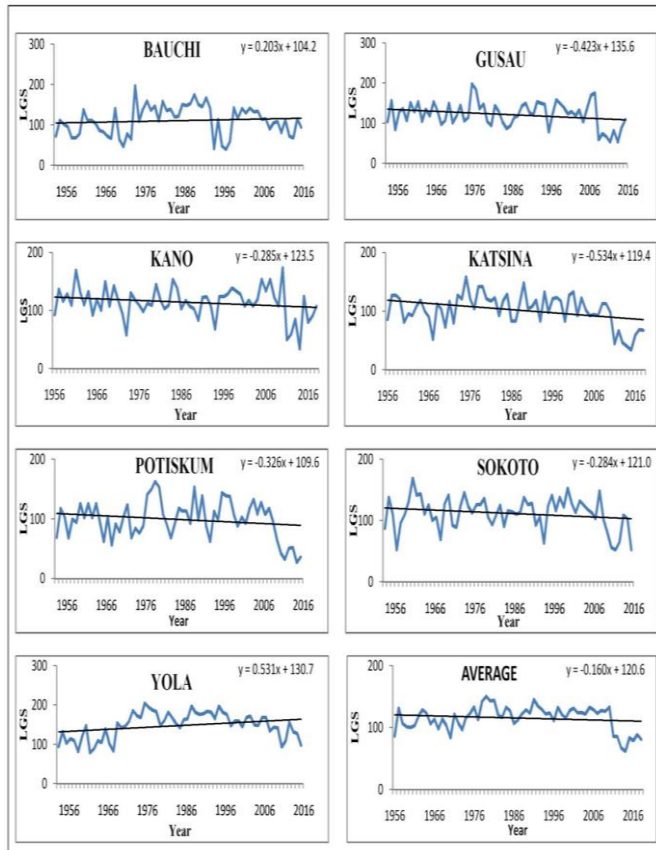 BAUCHI
y = 0.203x + 104.2
300
200
100
0
LGS
1956 1966 1976 1986 1996 2006 2016
Year
GUSAU
y = -0.423x + 135.6
300
200
100
0
LGS
1956 1966 1976 1986 1996 2006 2016
Year
KANO
y = -0.285x + 123.5
200
100
0
LGS
1956 1966 1976 1986 1996 2006 2016
Year
KATSINA
y = -0.534x + 119.4
200
100
0
LGS
1956 1966 1976 1986 1996 2006 2016
Year
POTISKUM
y = -0.326x + 109.6
200
100
0
LGS
1956 1966 1976 1986 1996 2006 2016
Year
SOKOTO
y = -0.284x + 121.0
200
100
0
LGS
1956 1966 1976 1986 1996 2006 2016
Year
YOLA
y = 0.531x + 130.7
300
200
100
0
LGS
1956 1966 1976 1986 1996 2006 2016
Year
AVERAGE
y = -0.160x + 120.6
200
100
0
LGS
1956 1966 1976 1986 1996 2006 2016
Year